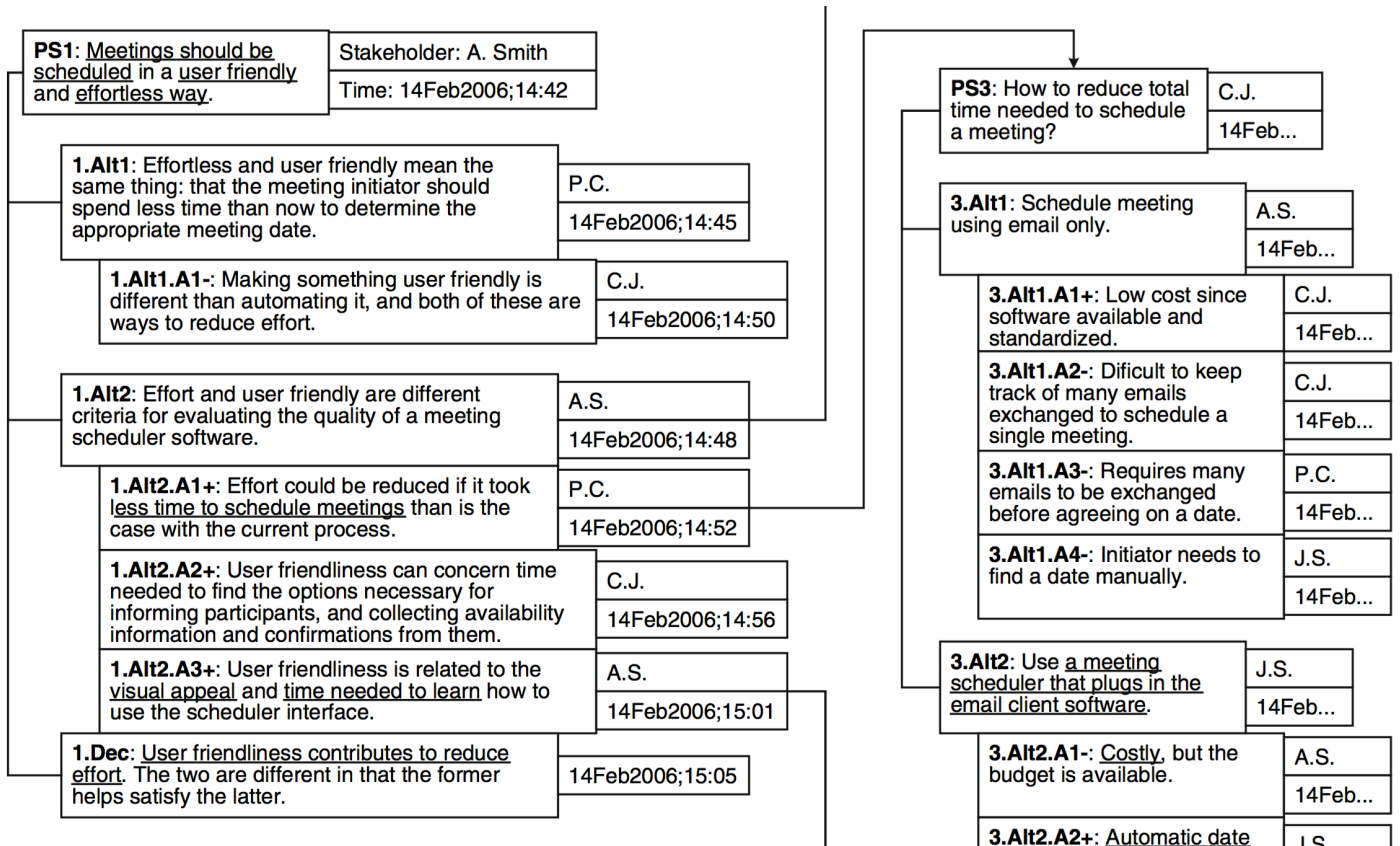 PS1: Meetings should be
scheduled in a user friendly
and effortless way.
Stakeholder: A. Smith
Time: 14Feb2006;14:42
1.Alt1: Effortless and user friendly mean the
same thing: that the meeting initiator should
spend less time than now to determine the
appropriate meeting date.
P.C.
14Feb2006;14:45
1.Alt1.A1-: Making something user friendly is
different than automating it, and both of these are
ways to reduce effort.
C.J.
14Feb2006;14:50
1.Alt2: Effort and user friendly are different
criteria for evaluating the quality of a meeting
scheduler software.
A.S.
14Feb2006;14:48
1.Alt2.A1+: Effort could be reduced if it took
less time to schedule meetings than is the
case with the current process.
P.C.
14Feb2006;14:52
1.Alt2.A2+: User friendliness can concern time
needed to find the options necessary for
informing participants, and collecting availability
information and confirmations from them.
C.J.
14Feb2006;14:56
1.Alt2.A3+: User friendliness is related to the
visual appeal and time needed to learn how to
use the scheduler interface.
A.S.
14Feb2006;15:01
1.Dec: User friendliness contributes to reduce
effort. The two are different in that the former
helps satisfy the latter.
14Feb2006;15:05
PS3: How to reduce total
time needed to schedule
a meeting?
C.J.
14Feb...
3.Alt1: Schedule meeting
using email only.
A.S.
14Feb...
3.Alt1.A1+: Low cost since
software available and
standardized.
C.J.
14Feb...
3.Alt1.A2-: Dificult to keep
track of many emails
exchanged to schedule a
single meeting.
C.J.
14Feb...
3.Alt1.A3-: Requires many
emails to be exchanged
before agreeing on a date.
P.C.
14Feb...
3.Alt1.A4-: Initiator needs to
find a date manually.
J.S.
14Feb...
3.Alt2: Use a meeting
scheduler that plugs in the
email client software.
J.S.
14Feb...
3.Alt2.A1-: Costly, but the
budget is available.
A.S.
14Feb...
3.Alt2.A2+: Automatic date
J.S.